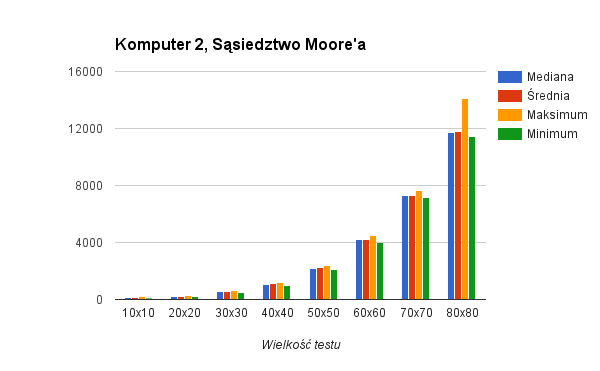 Komputer 2, Sąsiedztwo Moore'a
16000
12000
8000
4000
0
Mediana
Średnia
Maksimum
Minimum
10x10 20x20 30x30 40x40 50x50 60x60 70x70 80x80
Wielkość testu